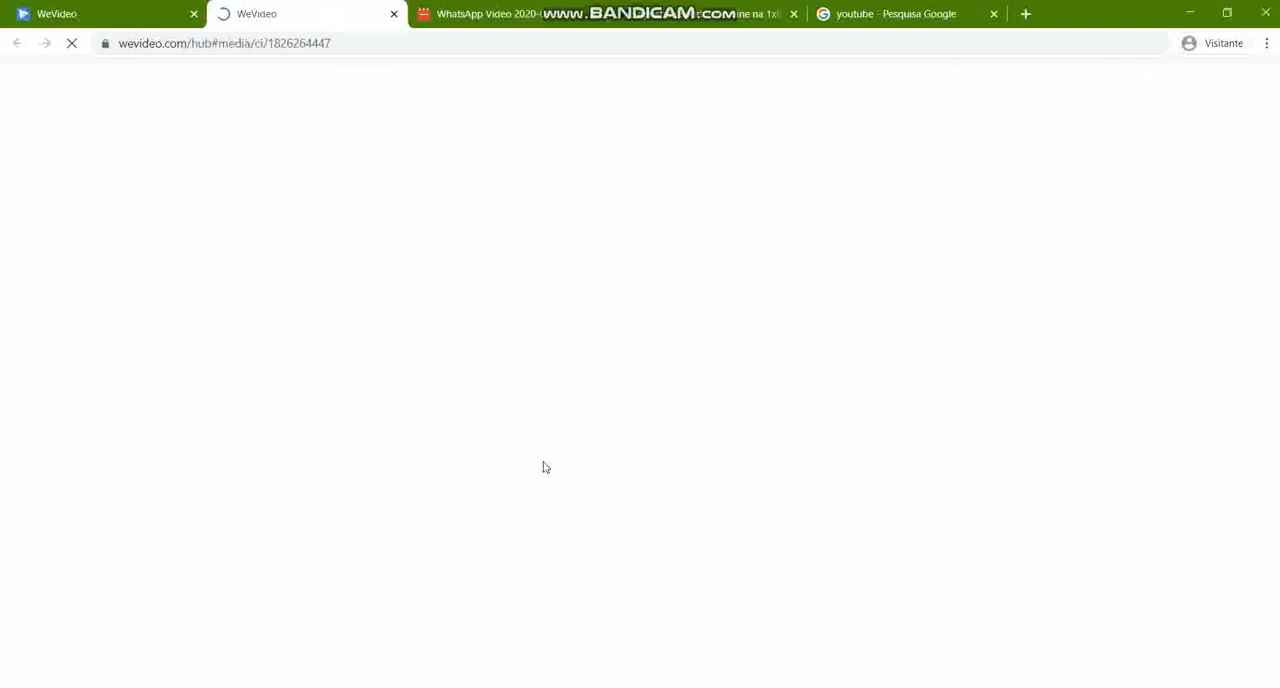 WeVideo
WeVideo
WhatsApp Video 2020-
www.BANDICAM.com
na 1x
youtube - Pesquisa Google
wevideo.com/hub#media/ci/1826264447
Visitante